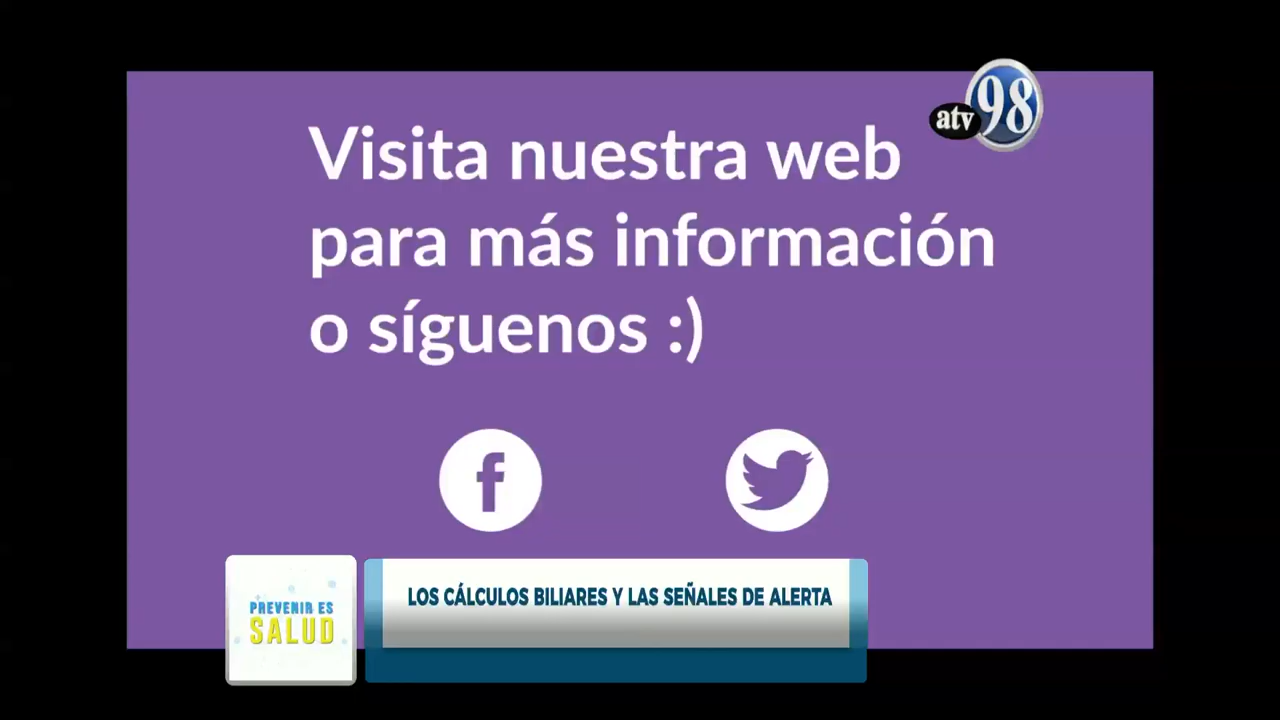 atv 98
Visita nuestra web
para más información
o síguenos :)
f
LOS CÁLCULOS BILIARES Y LAS SEÑALES DE ALERTA
PREVENIR ES
SALUD